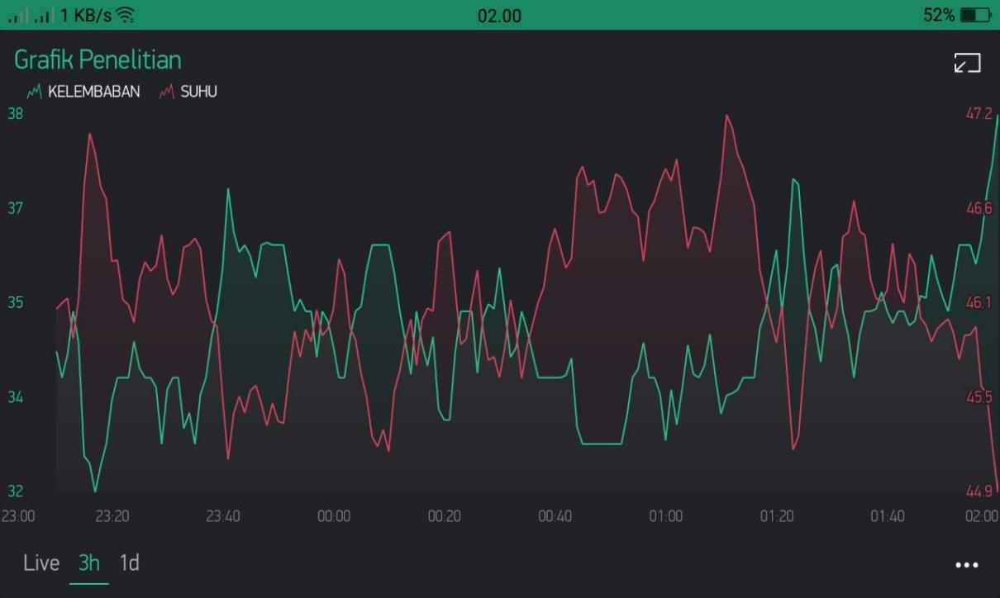 1 KB/s 02.00 52%
Grafik Penelitian
KELEMBABAN SUHU
38 47.2
37 46.6
35 46.1
34 45.5
32 44.9
23:00 23:20 23:40 00:00 00:20 00:40 01:00 01:20 01:40 02:00
Live 3h 1d